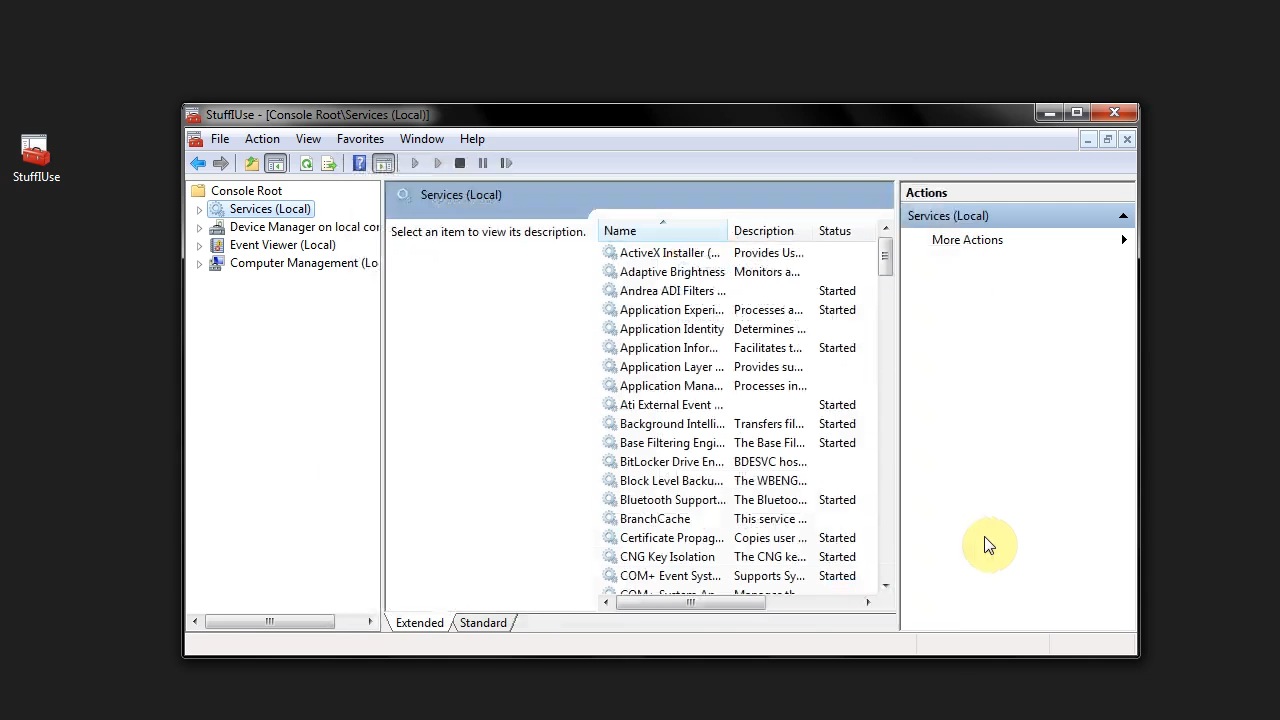 StuffIUse
StuffIUse - [Console Root\Services (Local)]
File Action View Favorites Window Help
Console Root
Services (Local)
Device Manager on local cor
Event Viewer (Local)
Computer Management (Lo
Services (Local)
Select an item to view its description.
Name Description Status
ActiveX Installer (... Provides Us...
Adaptive Brightness Monitors a...
Andrea ADI Filters ... Started
Application Experi... Processes a... Started
Application Identity Determines ...
Application Infor... Facilitates t... Started
Application Layer ... Provides su...
Application Mana... Processes in...
Ati External Event ... Started
Background Intelli... Transfers fil... Started
Base Filtering Engi... The Base Fil... Started
BitLocker Drive En... BDESVC hos...
Block Level Backu... The WBENG...
Bluetooth Support... The Bluetoo... Started
BranchCache This service ...
Certificate Propag... Copies user ... Started
CNG Key Isolation The CNG ke... Started
COM+ Event Syst... Supports Sy... Started
Extended Standard
Actions
Services (Local)
More Actions